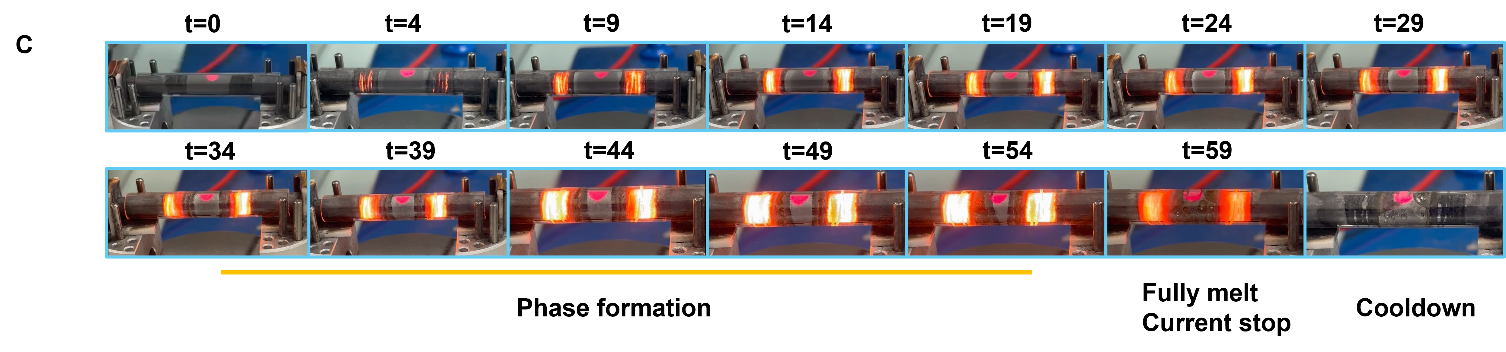 C
t=0 t=4 t=9 t=14 t=19 t=24 t=29
t=34 t=39 t=44 t=49 t=54 t=59
Phase formation
Fully melt
Current stop
Cooldown